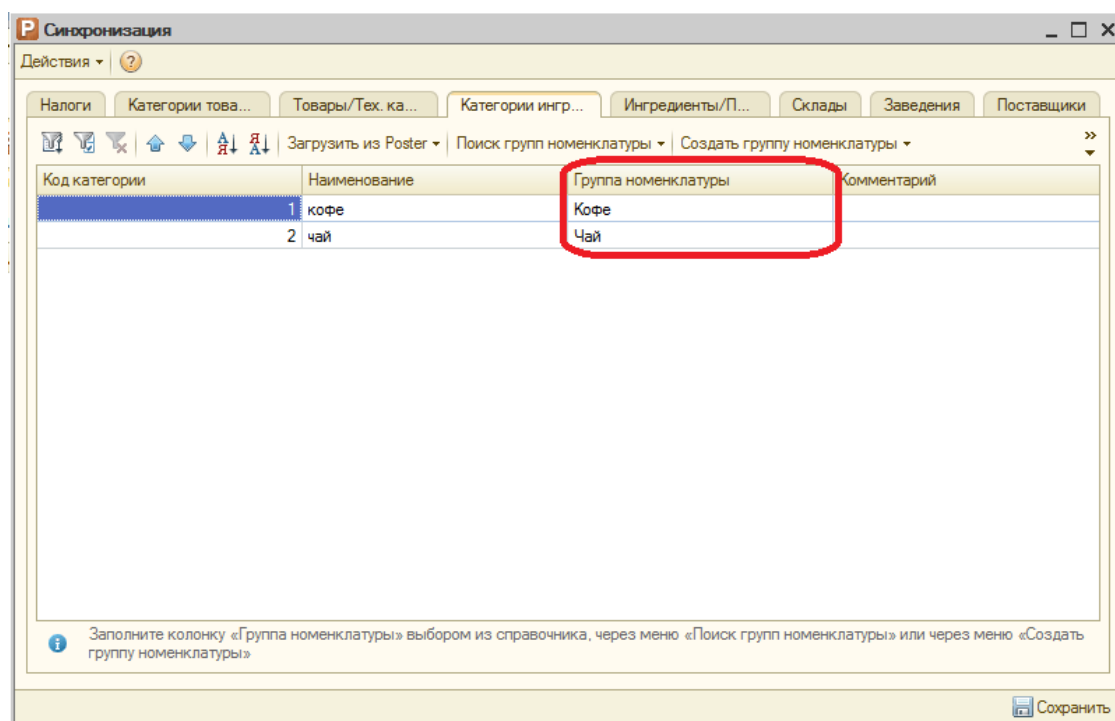 Синхронизация
Действия
Налоги Категории това... Товары/Тех. ка... Категории ингр... Ингредиенты/П... Склады Заведения Поставщики
Загрузить из Poster Поиск групп номенклатуры Создать группу номенклатуры
Код категории Наименование Группа номенклатуры Комментарий
1 кофе Кофе
2 чай Чай
Заполните колонку «Группа номенклатуры» выбором из справочника, через меню «Поиск групп номенклатуры» или через меню «Создать
группу номенклатуры»
Сохранить